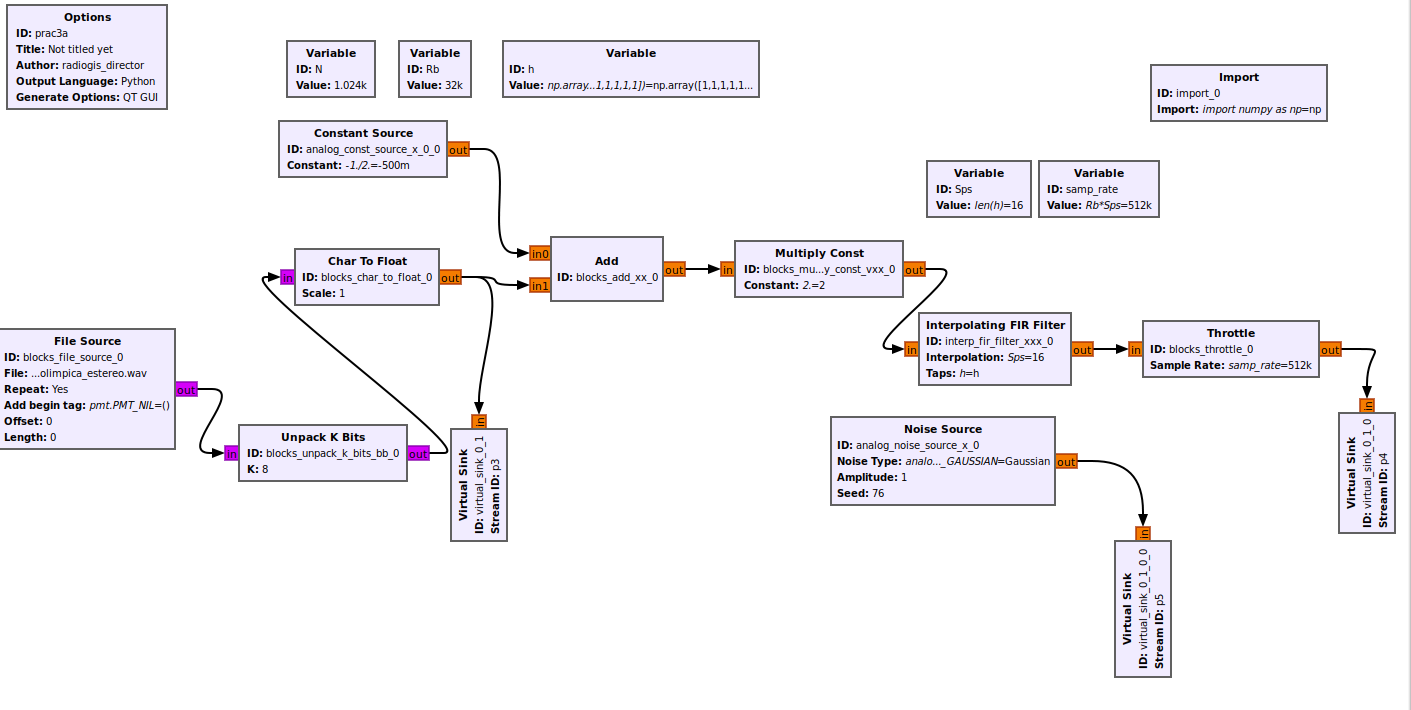 Options
ID: prac3a
Title: Not titled yet
Author: radiogis_director
Output Language: Python
Generate Options: QT GUI
Variable
ID: N
Value: 1.024k
Variable
ID: Rb
Value: 32k
Variable
ID: h
Value: np.array...1,1,1,1,1])=np.array([1,1,1,1,1...
Import
ID: import_0
Import: import numpy as np=np
Constant Source
ID: analog_const_source_x_0_0
Constant: -1./2.=-500m
out
Variable
ID: Sps
Value: len(h)=16
Variable
ID: samp_rate
Value: Rb*Sps=512k
in
Char To Float
ID: blocks_char_to_float_0
Scale: 1
out
in0
in1
Add
ID: blocks_add_xx_0
out
in
Multiply Const
ID: blocks_mu...y_const_vxx_0
Constant: 2.=2
out
in
Interpolating FIR Filter
ID: interp_fir_filter_xxx_0
Interpolation: Sps=16
Taps: h=h
out
in
Throttle
ID: blocks_throttle_0
Sample Rate: samp_rate=512k
out
File Source
ID: blocks_file_source_0
File: ...olimpica_estereo.wav
Repeat: Yes
Add begin tag: pmt.PMT_NIL=()
Offset: 0
Length: 0
out
in
Unpack K Bits
ID: blocks_unpack_k_bits_bb_0
K: 8
out
in
Virtual Sink
ID: virtual_sink_0_1
Stream ID: p3
Noise Source
ID: analog_noise_source_x_0
Noise Type: analo..._GAUSSIAN=Gaussian
Amplitude: 1
Seed: 76
out
in
Virtual Sink
ID: virtual_sink_0_1_0
Stream ID: p4
in
Virtual Sink
ID: virtual_sink_0_1_0_0
Stream ID: p5